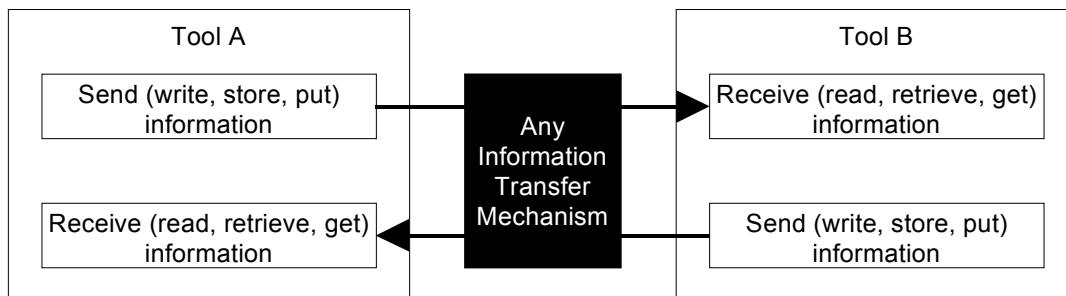 Tool A
Send (write, store, put)
information
Receive (read, retrieve, get)
information
Any
Information
Transfer
Mechanism
Tool B
Receive (read, retrieve, get)
information
Send (write, store, put)
information